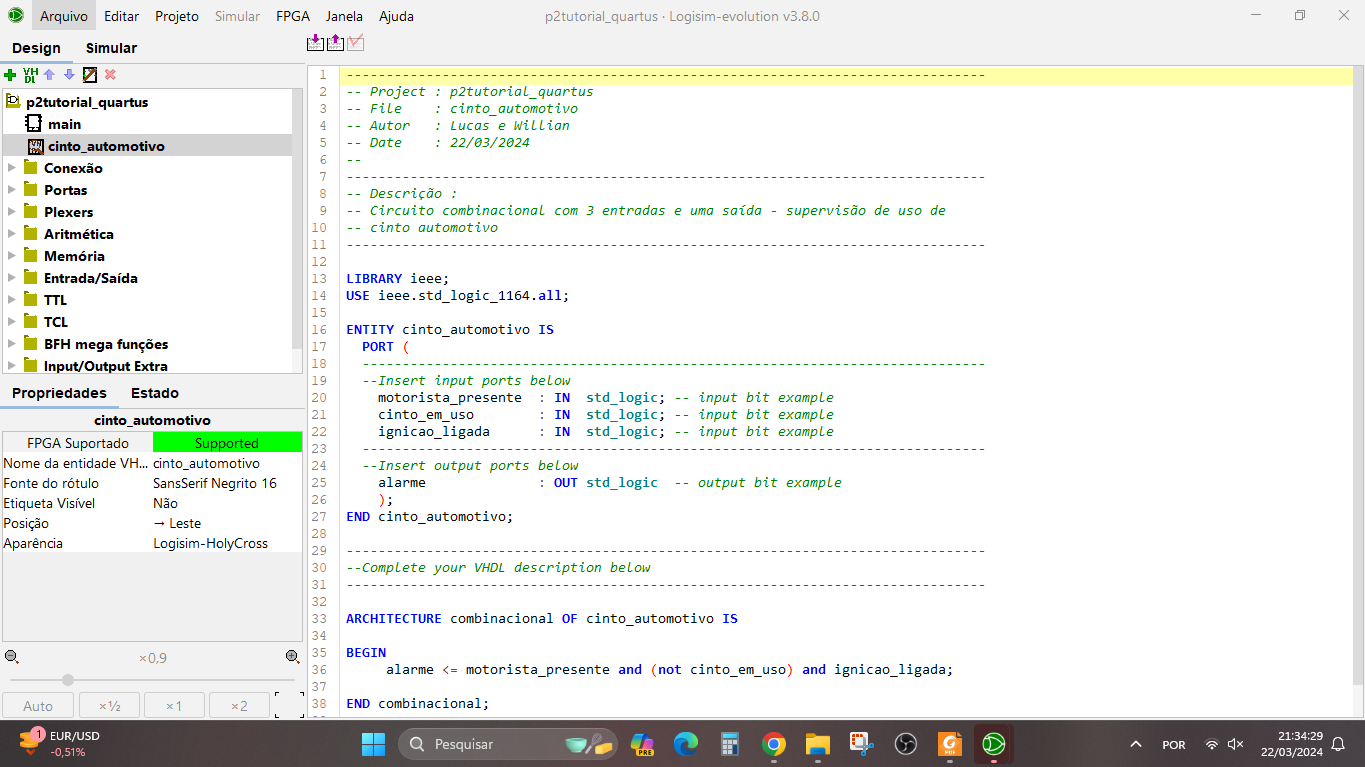 Arquivo Editar Projeto Simular FPGA Janela Ajuda p2tutorial_quartus · Logisim-evolution v3.8.0
Design Simular
VH
DL
p2tutorial_quartus
main
cinto_automotivo
Conexão
Portas
Plexers
Aritmética
Memória
Entrada/Saída
TTL
TCL
BFH mega funções
Input/Output Extra
Propriedades Estado
cinto_automotivo
FPGA Suportado Supported
Nome da entidade VH... cinto_automotivo
Fonte do rótulo SansSerif Negrito 16
Etiqueta Visível Não
Posição → Leste
Aparência Logisim-HolyCross
×0,9
Auto ×½ ×1 ×2
1 --------------------------------------------------------------------------------
2 -- Project : p2tutorial_quartus
3 -- File    : cinto_automotivo
4 -- Autor   : Lucas e Willian
5 -- Date    : 22/03/2024
6 --
7 --------------------------------------------------------------------------------
8 -- Descrição :
9 -- Circuito combinacional com 3 entradas e uma saída - supervisão de uso de
10 -- cinto automotivo
11 --------------------------------------------------------------------------------
12
13 LIBRARY ieee;
14 USE ieee.std_logic_1164.all;
15
16 ENTITY cinto_automotivo IS
17   PORT (
18   ------------------------------------------------------------------------------
19   --Insert input ports below
20     motorista_presente  : IN  std_logic; -- input bit example
21     cinto_em_uso        : IN  std_logic; -- input bit example
22     ignicao_ligada      : IN  std_logic; -- input bit example
23   ------------------------------------------------------------------------------
24   --Insert output ports below
25     alarme              : OUT std_logic  -- output bit example
26     );
27 END cinto_automotivo;
28
29 --------------------------------------------------------------------------------
30 --Complete your VHDL description below
31 --------------------------------------------------------------------------------
32
33 ARCHITECTURE combinacional OF cinto_automotivo IS
34
35 BEGIN
36      alarme <= motorista_presente and (not cinto_em_uso) and ignicao_ligada;
37
38 END combinacional;
1 EUR/USD
-0,51%
Pesquisar
PRE
POR
21:34:29
22/03/2024